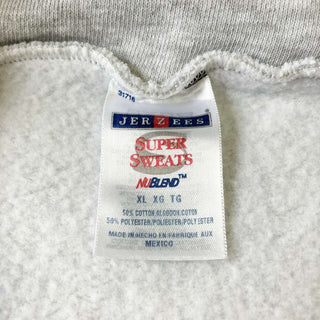 31716
JERZEES
S
SUPER
SWEATS
NUBLEND™
XL XG TG
50% COTTON/ALGODON/COTON
50% POLYESTER/POLIESTER/POLYESTER
MADE IN/HECHO EN/FABRIQUE AUX
MEXICO